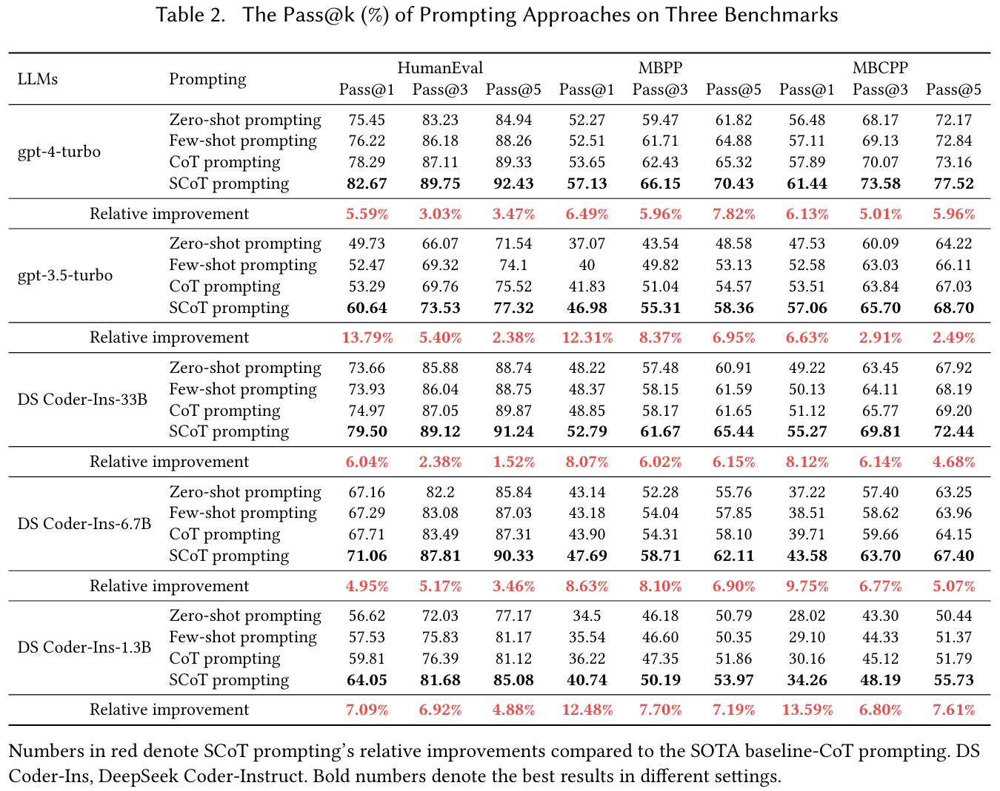 Table 2. The Pass@k (%) of Prompting Approaches on Three Benchmarks
LLMs Prompting HumanEval MBPP MBCPP
Pass@1 Pass@3 Pass@5 Pass@1 Pass@3 Pass@5 Pass@1 Pass@3 Pass@5
gpt-4-turbo
Zero-shot prompting 75.45 83.23 84.94 52.27 59.47 61.82 56.48 68.17 72.17
Few-shot prompting 76.22 86.18 88.26 52.51 61.71 64.88 57.11 69.13 72.84
CoT prompting 78.29 87.11 89.33 53.65 62.43 65.32 57.89 70.07 73.16
SCoT prompting 82.67 89.75 92.43 57.13 66.15 70.43 61.44 73.58 77.52
Relative improvement 5.59% 3.03% 3.47% 6.49% 5.96% 7.82% 6.13% 5.01% 5.96%
gpt-3.5-turbo
Zero-shot prompting 49.73 66.07 71.54 37.07 43.54 48.58 47.53 60.09 64.22
Few-shot prompting 52.47 69.32 74.1 40 49.82 53.13 52.58 63.03 66.11
CoT prompting 53.29 69.76 75.52 41.83 51.04 54.57 53.51 63.84 67.03
SCoT prompting 60.64 73.53 77.32 46.98 55.31 58.36 57.06 65.70 68.70
Relative improvement 13.79% 5.40% 2.38% 12.31% 8.37% 6.95% 6.63% 2.91% 2.49%
DS Coder-Ins-33B
Zero-shot prompting 73.66 85.88 88.74 48.22 57.48 60.91 49.22 63.45 67.92
Few-shot prompting 73.93 86.04 88.75 48.37 58.15 61.59 50.13 64.11 68.19
CoT prompting 74.97 87.05 89.87 48.85 58.17 61.65 51.12 65.77 69.20
SCoT prompting 79.50 89.12 91.24 52.79 61.67 65.44 55.27 69.81 72.44
Relative improvement 6.04% 2.38% 1.52% 8.07% 6.02% 6.15% 8.12% 6.14% 4.68%
DS Coder-Ins-6.7B
Zero-shot prompting 67.16 82.2 85.84 43.14 52.28 55.76 37.22 57.40 63.25
Few-shot prompting 67.29 83.08 87.03 43.18 54.04 57.85 38.51 58.62 63.96
CoT prompting 67.71 83.49 87.31 43.90 54.31 58.10 39.71 59.66 64.15
SCoT prompting 71.06 87.81 90.33 47.69 58.71 62.11 43.58 63.70 67.40
Relative improvement 4.95% 5.17% 3.46% 8.63% 8.10% 6.90% 9.75% 6.77% 5.07%
DS Coder-Ins-1.3B
Zero-shot prompting 56.62 72.03 77.17 34.5 46.18 50.79 28.02 43.30 50.44
Few-shot prompting 57.53 75.83 81.17 35.54 46.60 50.35 29.10 44.33 51.37
CoT prompting 59.81 76.39 81.12 36.22 47.35 51.86 30.16 45.12 51.79
SCoT prompting 64.05 81.68 85.08 40.74 50.19 53.97 34.26 48.19 55.73
Relative improvement 7.09% 6.92% 4.88% 12.48% 7.70% 7.19% 13.59% 6.80% 7.61%
Numbers in red denote SCoT prompting's relative improvements compared to the SOTA baseline-CoT prompting. DS
Coder-Ins, DeepSeek Coder-Instruct. Bold numbers denote the best results in different settings.